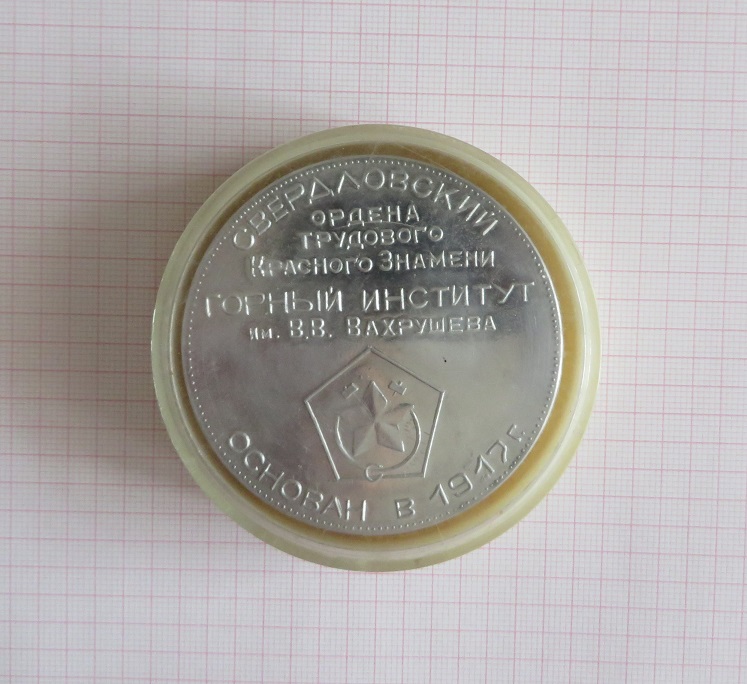 СВЕРДЛОВСКИЙ
ОРДЕНА
ТРУДОВОГО
КРАСНОГО ЗНАМЕНИ
ГОРНЫЙ ИНСТИТУТ
ИМ. В.В. ВАХРУШЕВА
ОСНОВАН В 1917 Г.